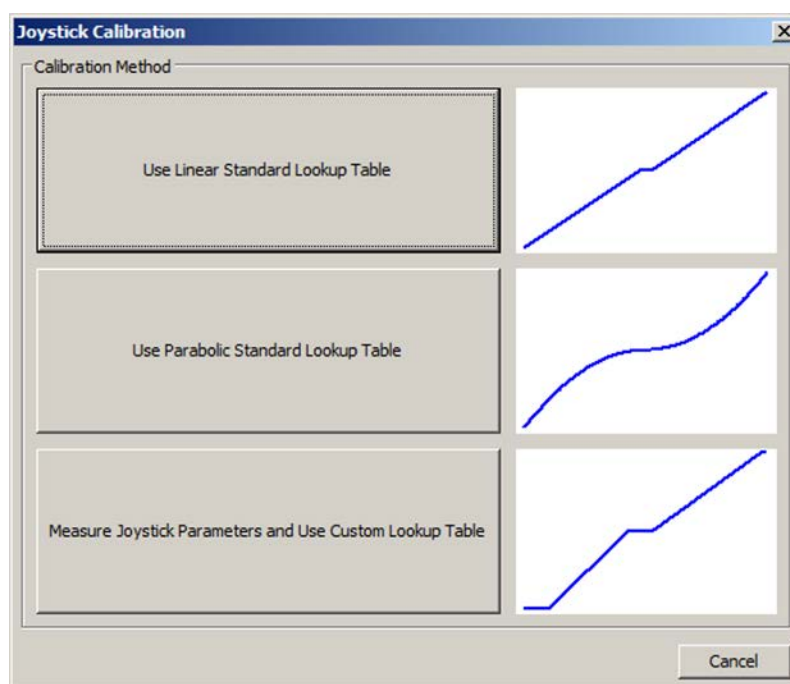 Joystick Calibration
Calibration Method
Use Linear Standard Lookup Table
Use Parabolic Standard Lookup Table
Measure Joystick Parameters and Use Custom Lookup Table
Cancel